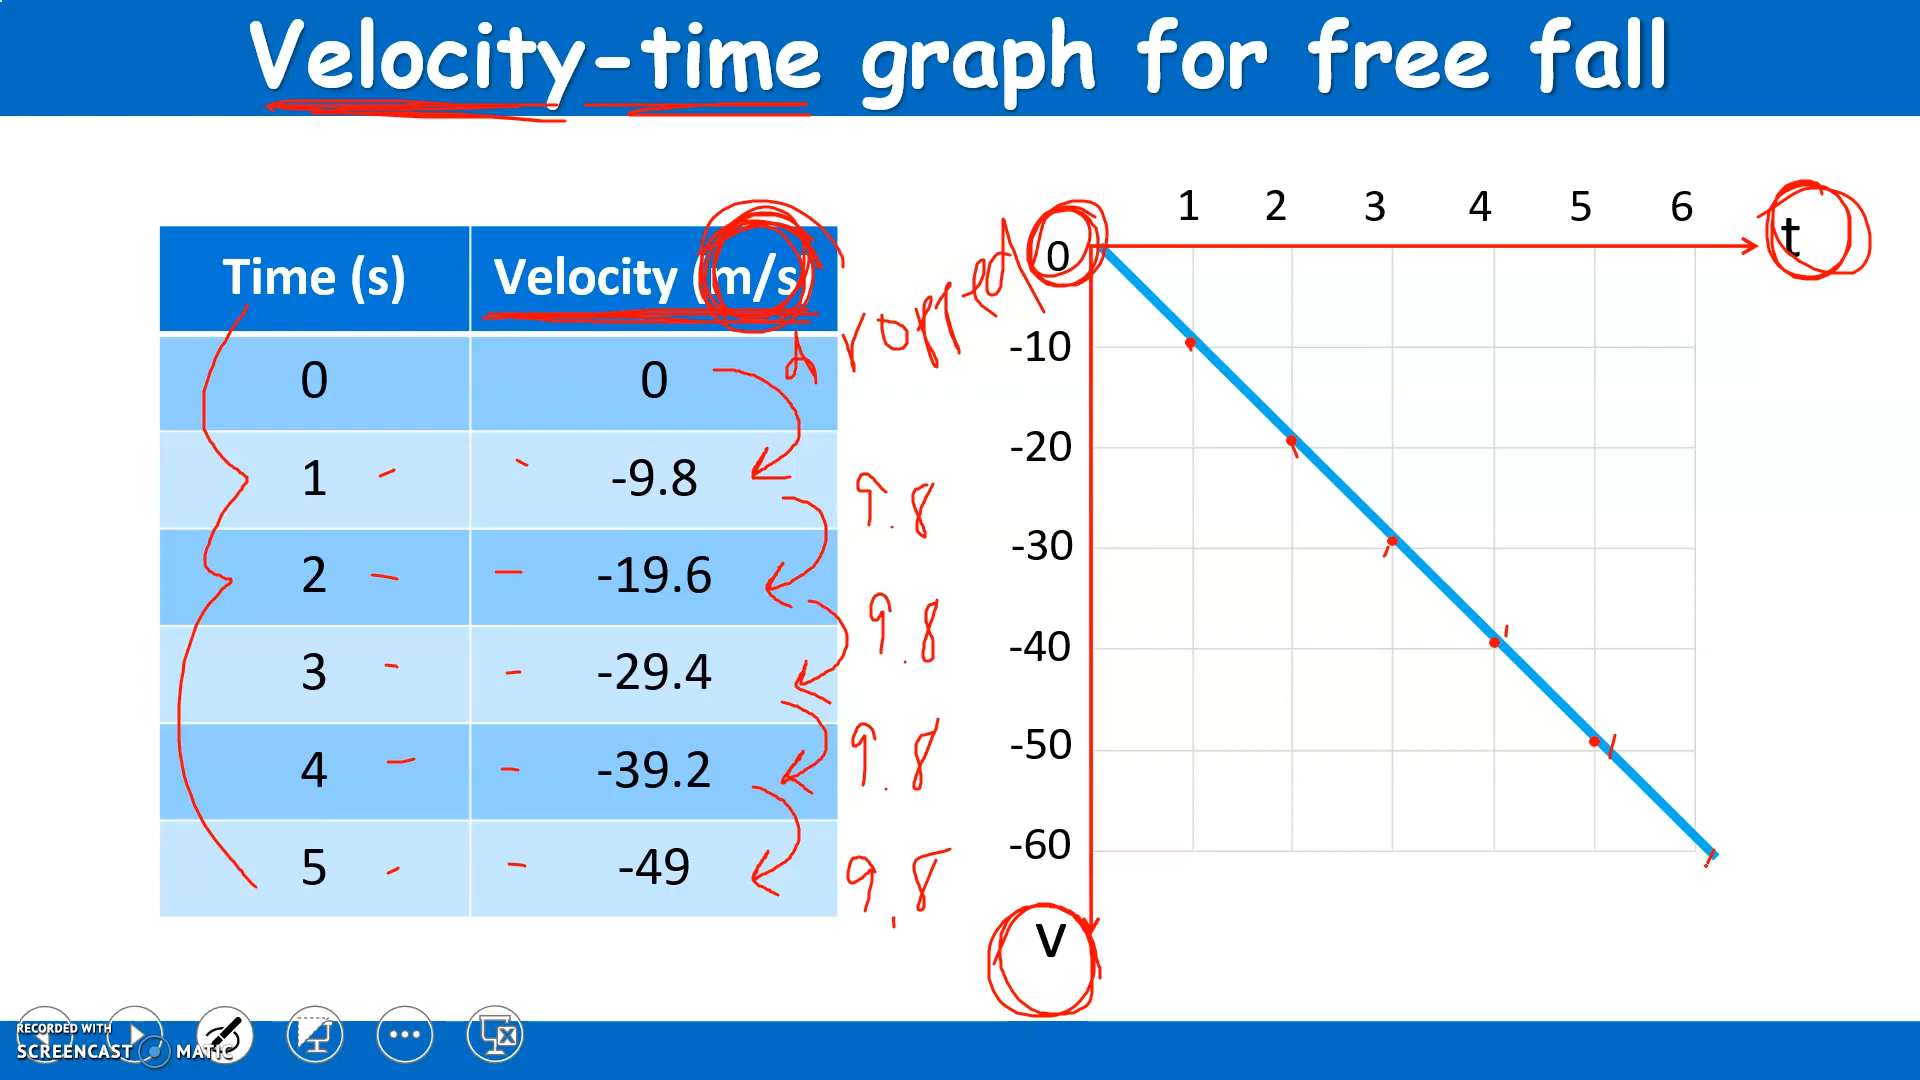 Velocity-time graph for free fall
Time (s) Velocity (m/s)
0 0
1 -9.8
2 -19.6
3 -29.4
4 -39.2
5 -49
dropped
9.8
9.8
9.8
9.8
1 2 3 4 5 6 t
0
-10
-20
-30
-40
-50
-60
V
RECORDED WITH
SCREENCAST MATIC